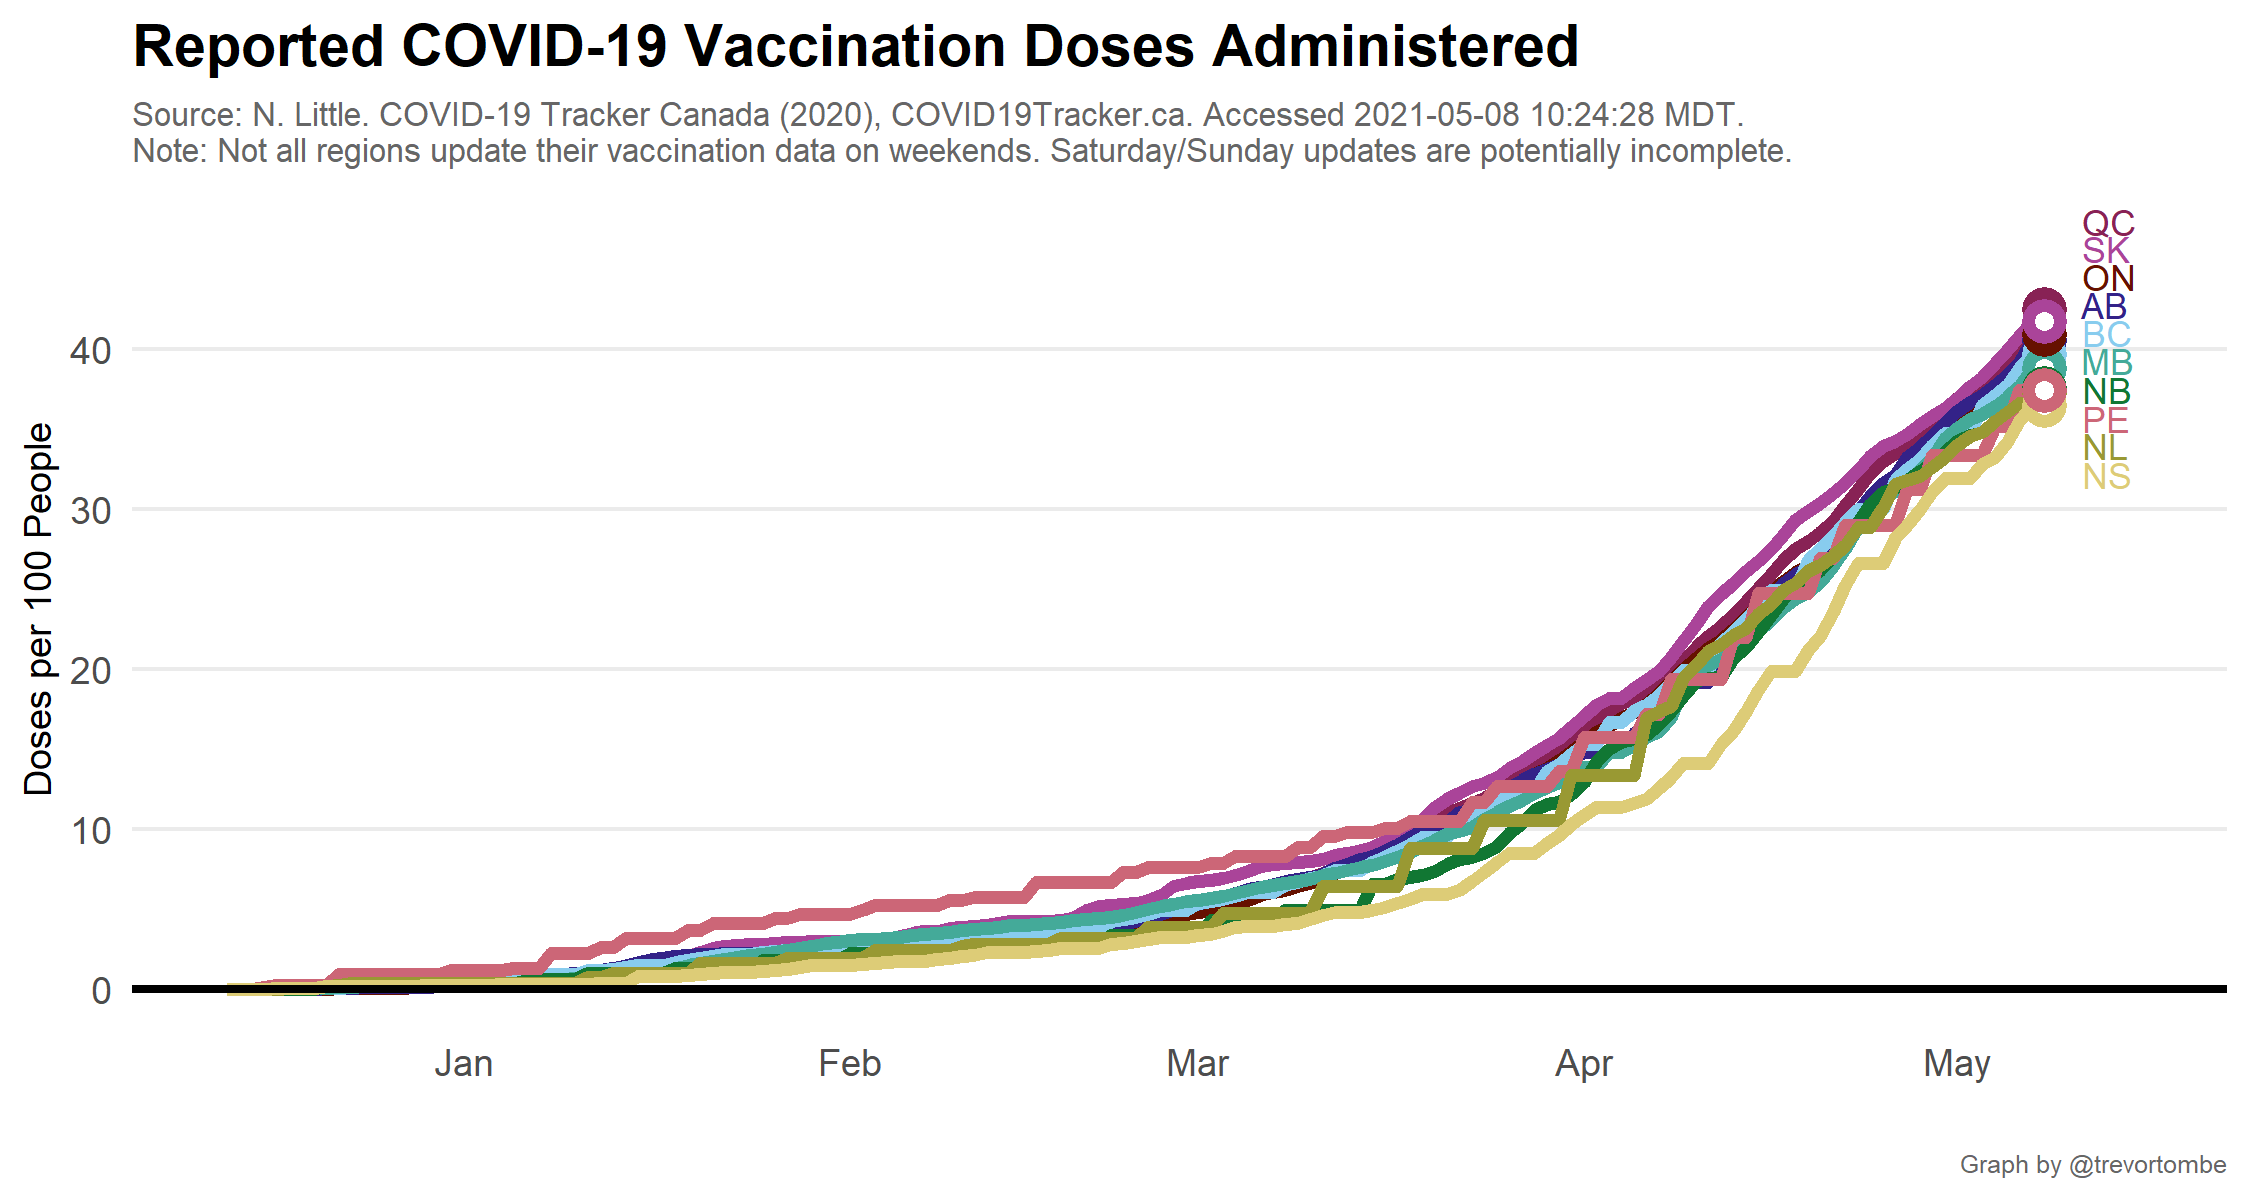 Reported COVID-19 Vaccination Doses Administered
Source: N. Little. COVID-19 Tracker Canada (2020), COVID19Tracker.ca. Accessed 2021-05-08 10:24:28 MDT.
Note: Not all regions update their vaccination data on weekends. Saturday/Sunday updates are potentially incomplete.
QC
SK
ON
AB
BC
MB
NB
PE
NL
NS
Doses per 100 People
40
30
20
10
0
Jan Feb Mar Apr May
Graph by @trevortombe